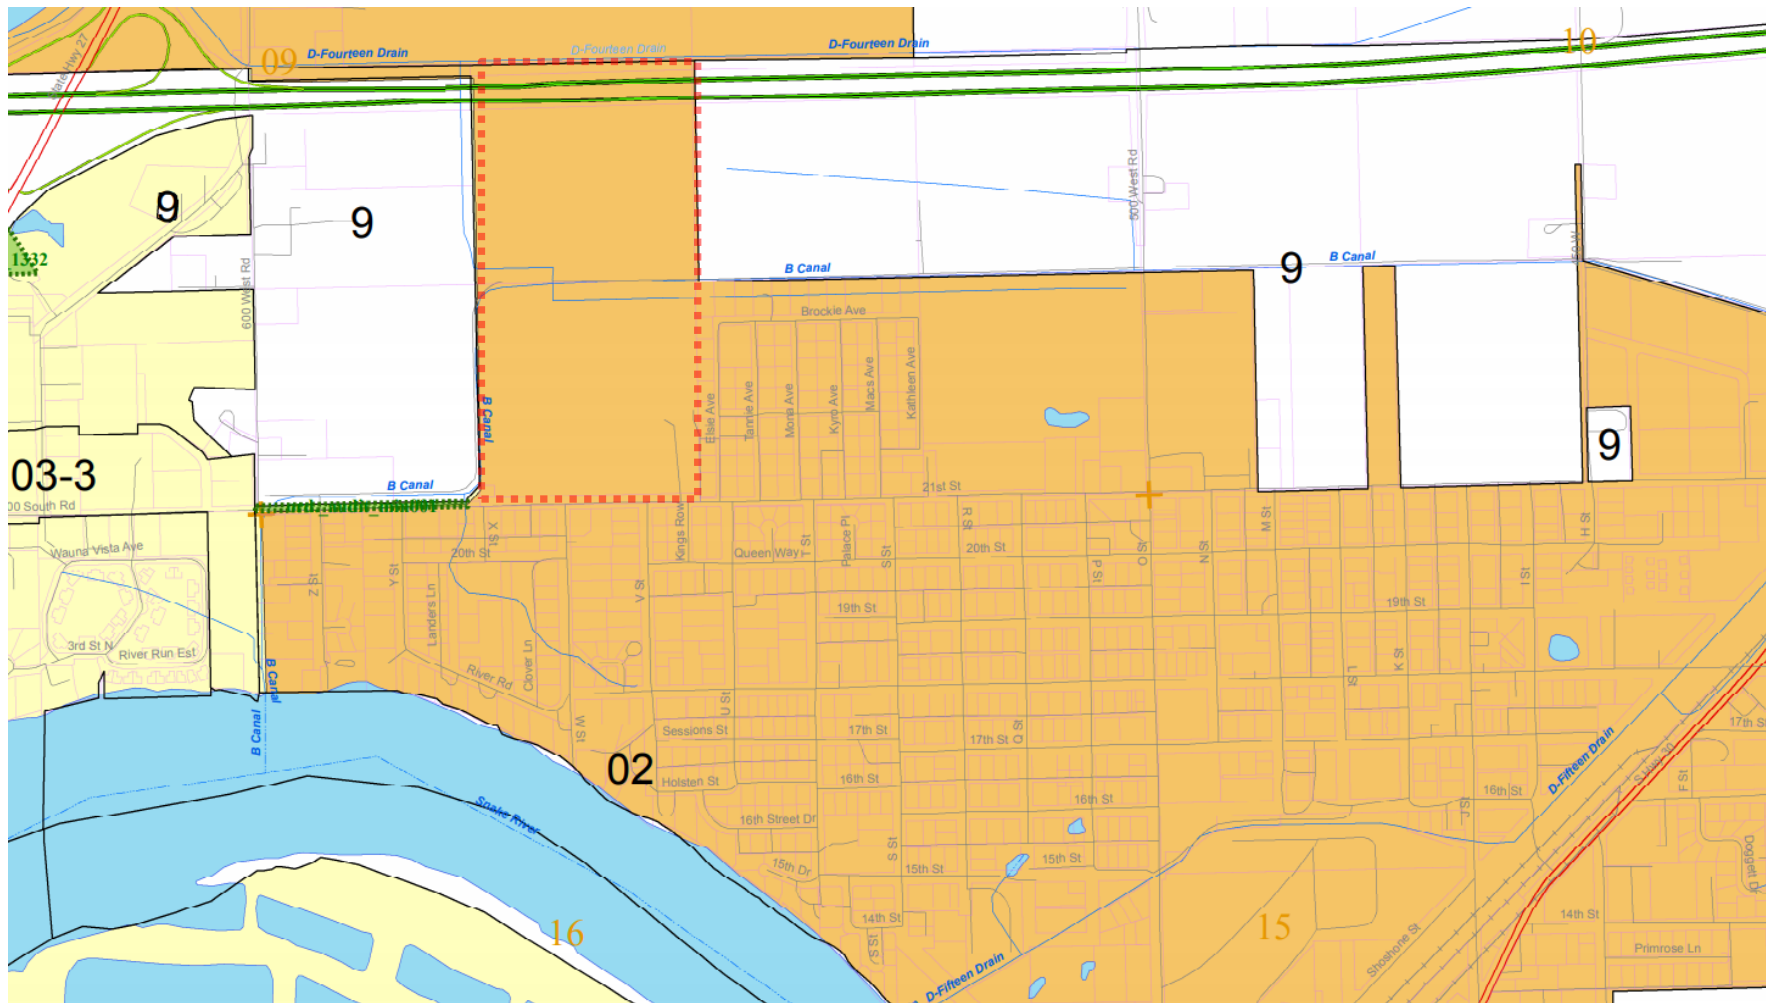 State Hwy 27
09
D-Fourteen Drain
D-Fourteen Drain
D-Fourteen Drain
10
9
9
1332
600 West Rd
500 West Rd
B Canal
9
B Canal
Brockie Ave
Elsie Ave
Tannie Ave
Mona Ave
Kyro Ave
Macs Ave
Kathleen Ave
B Canal
9
03-3
B Canal
21st St
00 South Rd
Wauna Vista Ave
X St
20th St
Kings Row
Queen Way
T St
Palace Pl
S St
R St
20th St
P St
O St
N St
M St
H St
Z St
Y St
Landers Ln
V St
19th St
19th St
I St
3rd St N
River Run Est
B Canal
River Rd
Clover Ln
L St
K St
B Canal
W St
U St
Sessions St
17th St
17th St
Q St
17th St
02
Holsten St
16th St
16th St
16th St
J St
D-Fifteen Drain
S Hwy 30
F St
Snake River
16th Street Dr
S St
15th Dr
15th St
15th St
Doggett Dr
14th St
S St
16
15
14th St
Shoshone St
Primrose Ln
D-Fifteen Drain